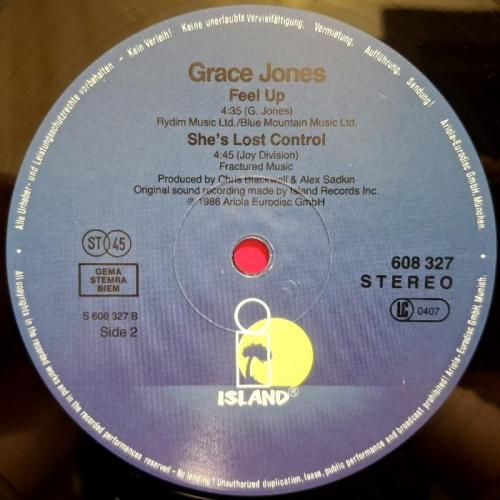 · Alle Urheber- und Leistungsschutzrechte vorbehalten - Kein Verleih! Keine unerlaubte Vervielfältigung, Vermietung, Aufführung, Sendung! Ariola-Eurodisc GmbH, München. ·
Grace Jones
Feel Up
4:35 (G. Jones)
Rydim Music Ltd./Blue Mountain Music Ltd.
She's Lost Control
4:45 (Joy Division)
Fractured Music
Produced by Chris Blackwell & Alex Sadkin
Original sound recording made by Island Records Inc.
℗ 1986 Ariola Eurodisc GmbH
ST 45
GEMA
STEMRA
BIEM
S 608 327 B
Side 2
608 327
STEREO
LC 0407
ISLAND®
All copyrights subsisting in the recorded works and in the recorded performances reserved - No lending! Unauthorized duplication, lease, public performance and broadcast prohibited! Ariola-Eurodisc GmbH, Munich.